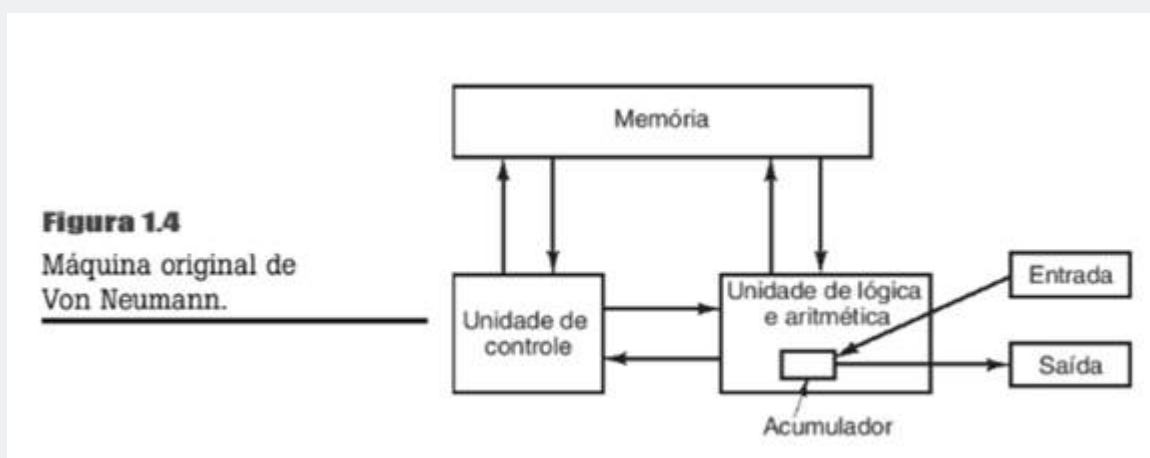 Memória
Figura 1.4
Máquina original de
Von Neumann.
Unidade de
controle
Unidade de lógica
e aritmética
Entrada
Saída
Acumulador